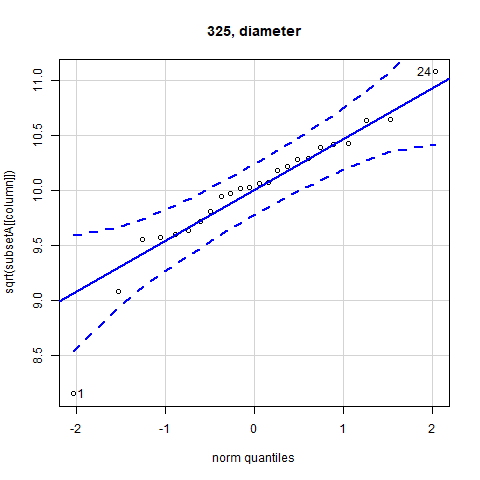 325, diameter
sqrt(subsetA[[column]])
11.0
10.5
10.0
9.5
9.0
8.5
24
1
-2 -1 0 1 2
norm quantiles